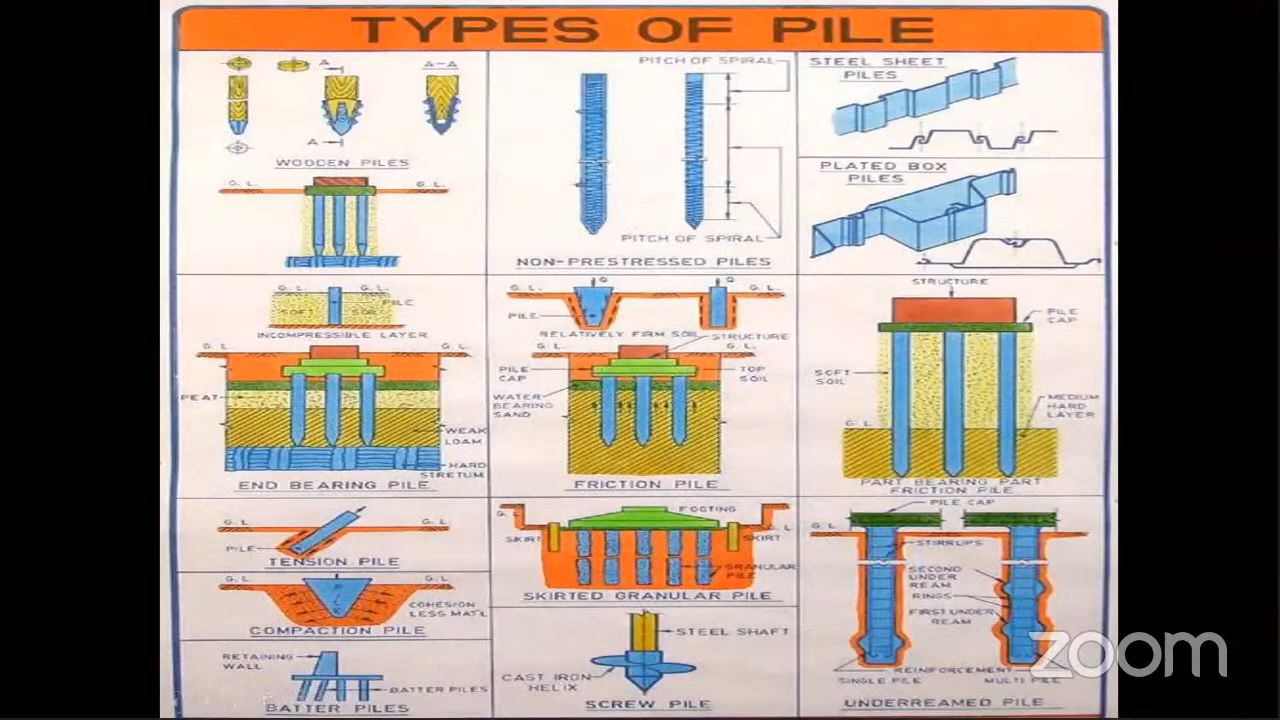 TYPES OF PILE
A
A-A
A
WOODEN PILES
G. L.
G. L.
PITCH OF SPIRAL
PITCH OF SPIRAL
NON-PRESTRESSED PILES
STEEL SHEET
PILES
PLATED BOX
PILES
G. L.
G. L.
PILE
SOFT
SOIL
INCOMPRESSIBLE LAYER
G L
G. L.
PEAT
WEAK
LOAM
HARD
STRETUM
END BEARING PILE
Q
G. L.
G. L.
PILE
RELATIVELY FIRM SOIL
STRUCTURE
G. L.
G. L.
PILE
CAP
TOP
SOIL
WATER
BEARING
SAND
FRICTION PILE
STRUCTURE
PILE
CAP
SOFT
SOIL
MEDIUM
HARD
LAYER
G. L.
PART BEARING PART
FRICTION PILE
G. L.
G. L.
PILE
TENSION PILE
G. L.
G. L.
PILE
COHESION
LESS MAT'L
COMPACTION PILE
RETAINING
WALL
BATTER PILES
BATTER PILES
G.
FOOTING
G. L.
SKIRT
SKIRT
GRANULAR
PILE
SKIRTED GRANULAR PILE
STEEL SHAFT
CAST IRON
HELIX
SCREW PILE
PILE CAP
G. L.
STIRRUPS
SECOND
UNDER
REAM
RINGS
FIRST UNDER
REAM
REINFORCEMENT
SINGLE PILE
MULTI PILE
UNDERREAMED PILE
zoom